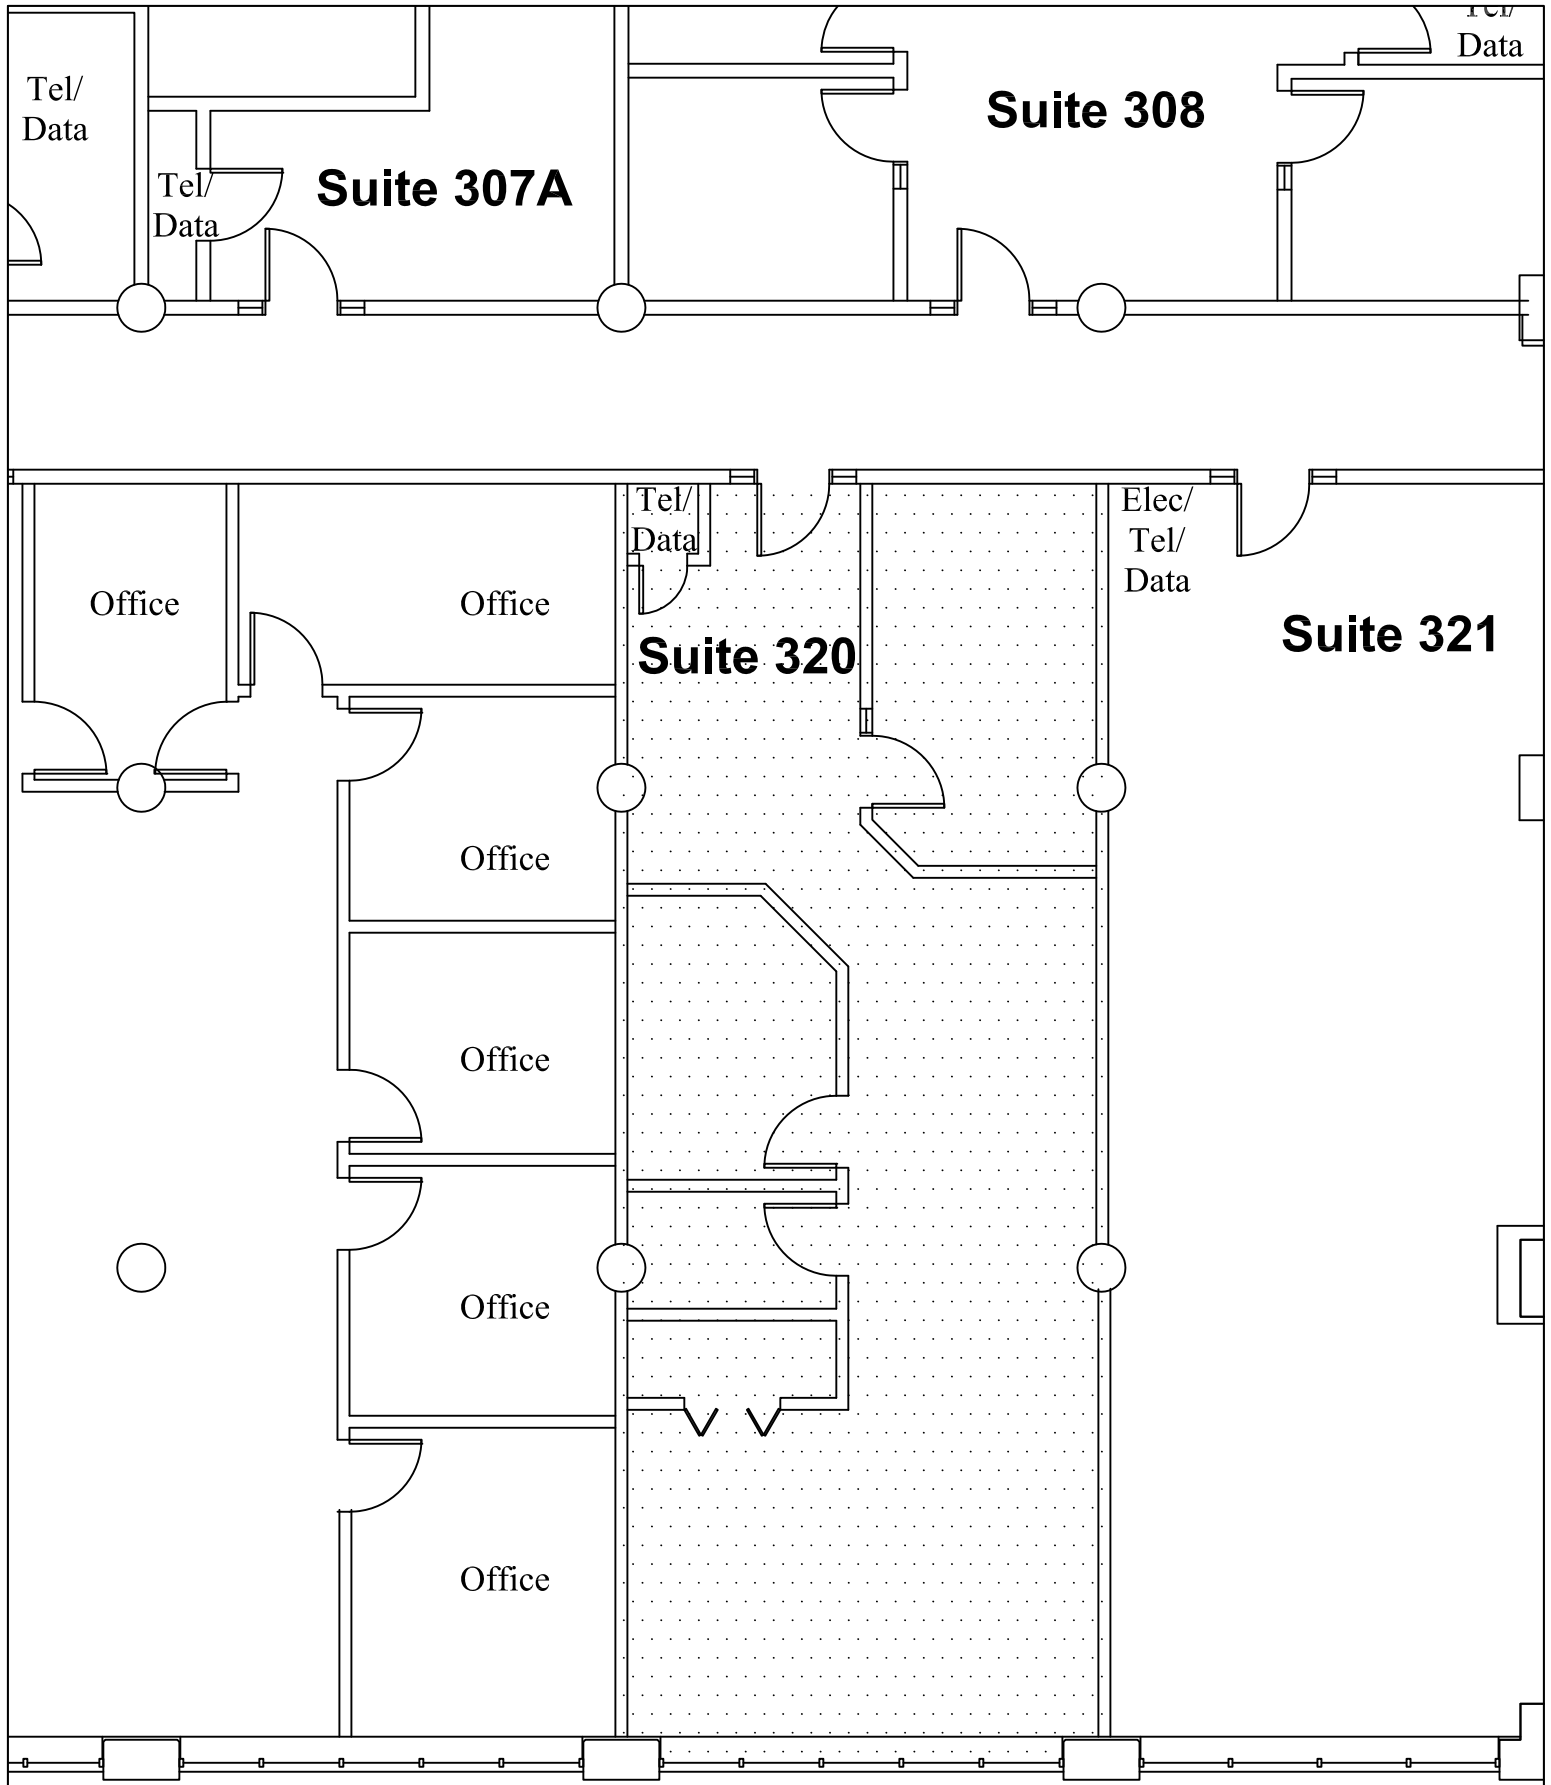 Data
Tel/
Data
Suite 308
Tel/
Data
Suite 307A
Tel/
Data
Elec/
Tel/
Data
Office
Office
Suite 320
Suite 321
Office
Office
Office
Office